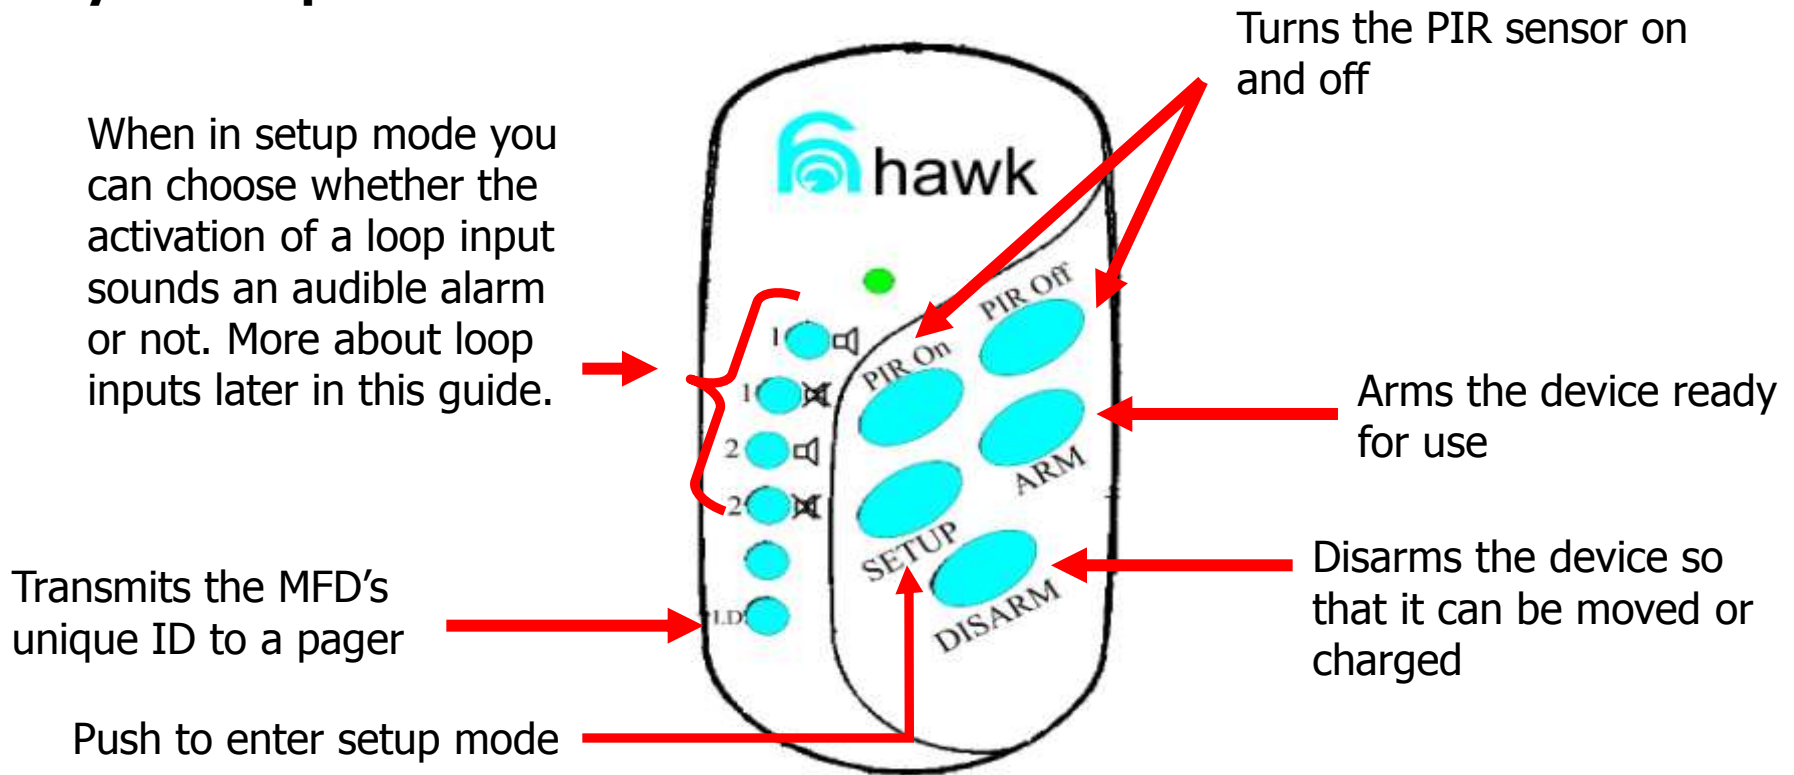 Turns the PIR sensor on
and off
When in setup mode you
can choose whether the
activation of a loop input
sounds an audible alarm
or not. More about loop
inputs later in this guide.
hawk
PIR Off
PIR On
1
1
2
2
ARM
SETUP
DISARM
I.D
Arms the device ready
for use
Disarms the device so
that it can be moved or
charged
Transmits the MFD’s
unique ID to a pager
Push to enter setup mode